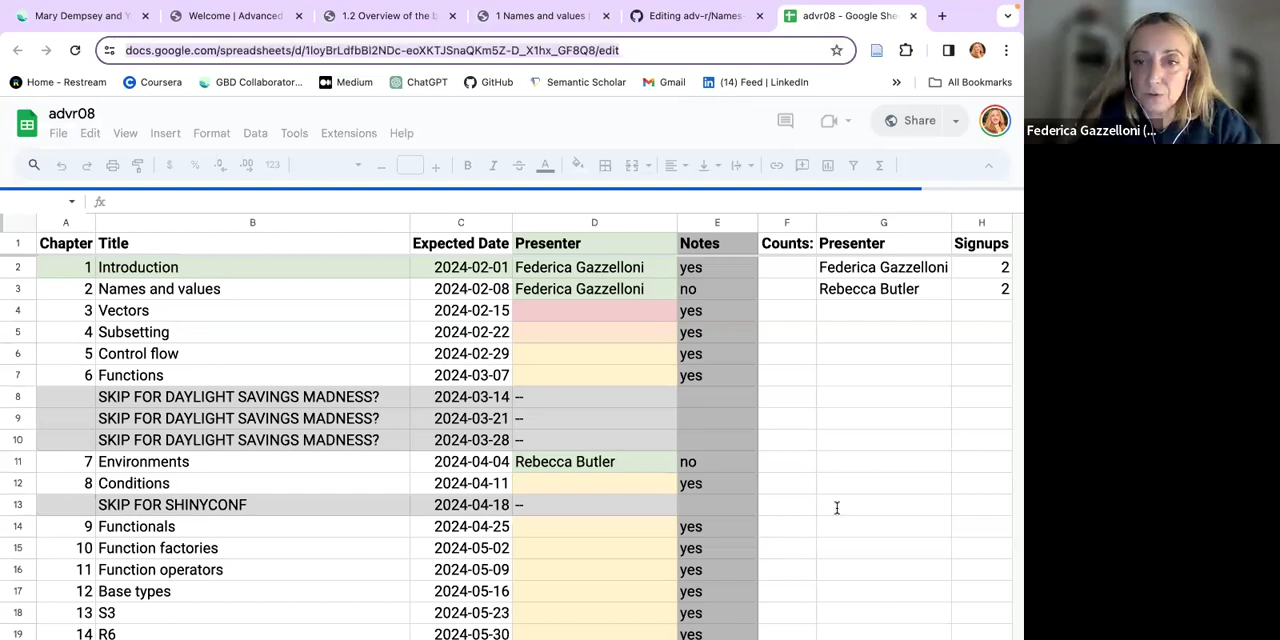 Mary Dempsey and Y
Welcome | Advanced
1.2 Overview of the b
1 Names and values
Editing adv-r/Names-
advr08 - Google She
docs.google.com/spreadsheets/d/1loyBrLdfbBl2NDc-eoXKTJSnaQKm5Z-D_X1hx_GF8Q8/edit
Home - Restream
Coursera
GBD Collaborator...
Medium
ChatGPT
GitHub
Semantic Scholar
Gmail
(14) Feed | LinkedIn
»
All Bookmarks
advr08
File Edit View Insert Format Data Tools Extensions Help
Share
Federica Gazzelloni (...
$ % .0 .00 123 B I S A Σ
fx
A B C D E F G H
1 Chapter Title Expected Date Presenter Notes Counts: Presenter Signups
2 1 Introduction 2024-02-01 Federica Gazzelloni yes Federica Gazzelloni 2
3 2 Names and values 2024-02-08 Federica Gazzelloni no Rebecca Butler 2
4 3 Vectors 2024-02-15 yes
5 4 Subsetting 2024-02-22 yes
6 5 Control flow 2024-02-29 yes
7 6 Functions 2024-03-07 yes
8 SKIP FOR DAYLIGHT SAVINGS MADNESS? 2024-03-14 --
9 SKIP FOR DAYLIGHT SAVINGS MADNESS? 2024-03-21 --
10 SKIP FOR DAYLIGHT SAVINGS MADNESS? 2024-03-28 --
11 7 Environments 2024-04-04 Rebecca Butler no
12 8 Conditions 2024-04-11 yes
13 SKIP FOR SHINYCONF 2024-04-18 --
14 9 Functionals 2024-04-25 yes
15 10 Function factories 2024-05-02 yes
16 11 Function operators 2024-05-09 yes
17 12 Base types 2024-05-16 yes
18 13 S3 2024-05-23 yes
19 14 R6 2024-05-30 yes